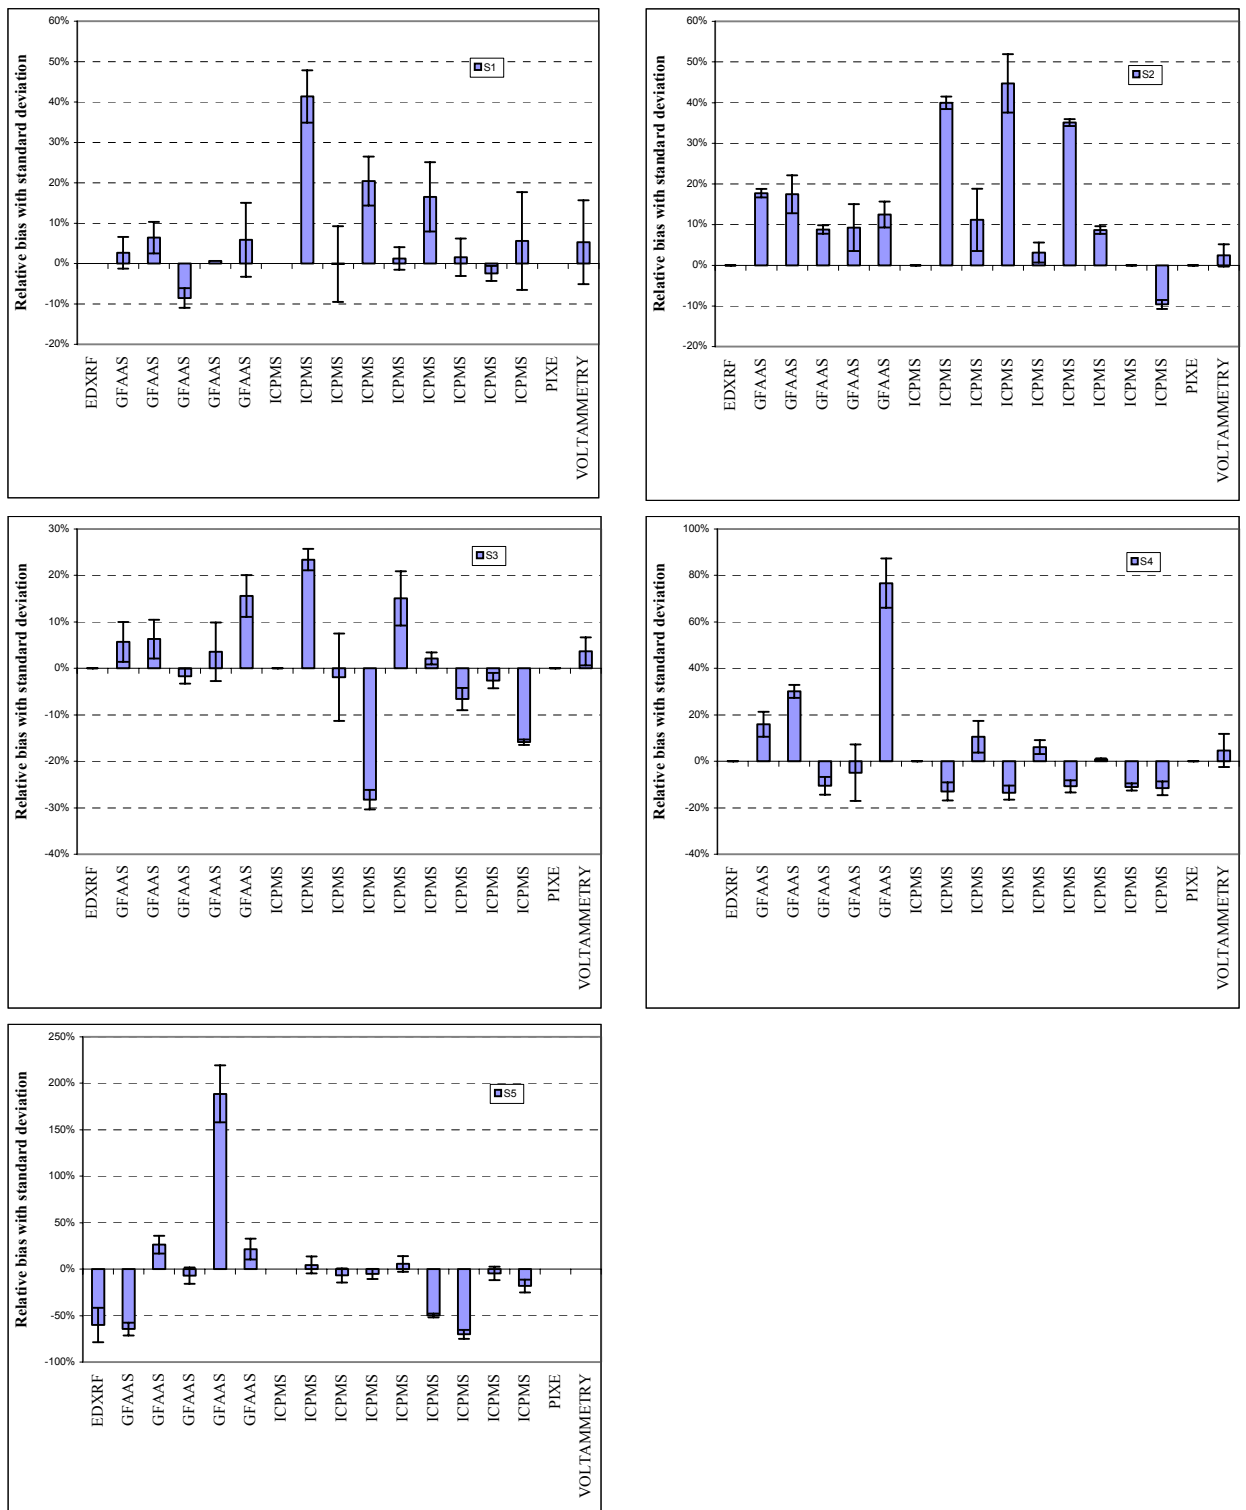 Relative bias with standard deviation
60%
50%
40%
30%
20%
10%
0%
-10%
-20%
S1
EDXRF
GFAAS
GFAAS
GFAAS
GFAAS
GFAAS
ICPMS
ICPMS
ICPMS
ICPMS
ICPMS
ICPMS
ICPMS
ICPMS
ICPMS
PIXE
VOLTAMMETRY
Relative bias with standard deviation
60%
50%
40%
30%
20%
10%
0%
-10%
-20%
S2
EDXRF
GFAAS
GFAAS
GFAAS
GFAAS
GFAAS
ICPMS
ICPMS
ICPMS
ICPMS
ICPMS
ICPMS
ICPMS
ICPMS
ICPMS
PIXE
VOLTAMMETRY
Relative bias with standard deviation
30%
20%
10%
0%
-10%
-20%
-30%
-40%
S3
EDXRF
GFAAS
GFAAS
GFAAS
GFAAS
GFAAS
ICPMS
ICPMS
ICPMS
ICPMS
ICPMS
ICPMS
ICPMS
ICPMS
ICPMS
PIXE
VOLTAMMETRY
Relative bias with standard deviation
100%
80%
60%
40%
20%
0%
-20%
-40%
S4
EDXRF
GFAAS
GFAAS
GFAAS
GFAAS
GFAAS
ICPMS
ICPMS
ICPMS
ICPMS
ICPMS
ICPMS
ICPMS
ICPMS
ICPMS
PIXE
VOLTAMMETRY
Relative bias with standard deviation
250%
200%
150%
100%
50%
0%
-50%
-100%
S5
EDXRF
GFAAS
GFAAS
GFAAS
GFAAS
GFAAS
ICPMS
ICPMS
ICPMS
ICPMS
ICPMS
ICPMS
ICPMS
ICPMS
ICPMS
PIXE
VOLTAMMETRY